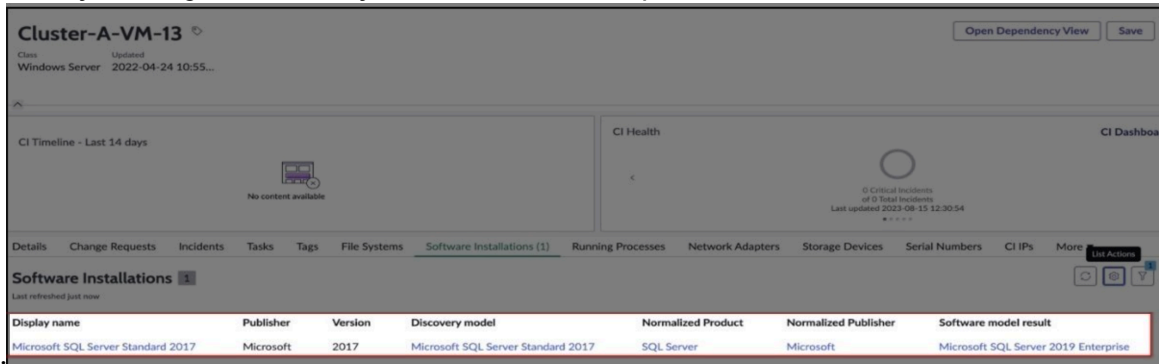 Cluster-A-VM-13
Open Dependency View Save
Class Updated
Windows Server 2022-04-24 10:55...
CI Timeline - Last 14 days
No content available
CI Health CI Dashboa
0 Critical Incidents
of 0 Total Incidents
Last updated 2023-08-15 12:30:54
Details Change Requests Incidents Tasks Tags File Systems Software Installations (1) Running Processes Network Adapters Storage Devices Serial Numbers CI IPs More
List Actions
Software Installations 1
1
Last refreshed just now
Display name Publisher Version Discovery model Normalized Product Normalized Publisher Software model result
Microsoft SQL Server Standard 2017 Microsoft 2017 Microsoft SQL Server Standard 2017 SQL Server Microsoft Microsoft SQL Server 2019 Enterprise